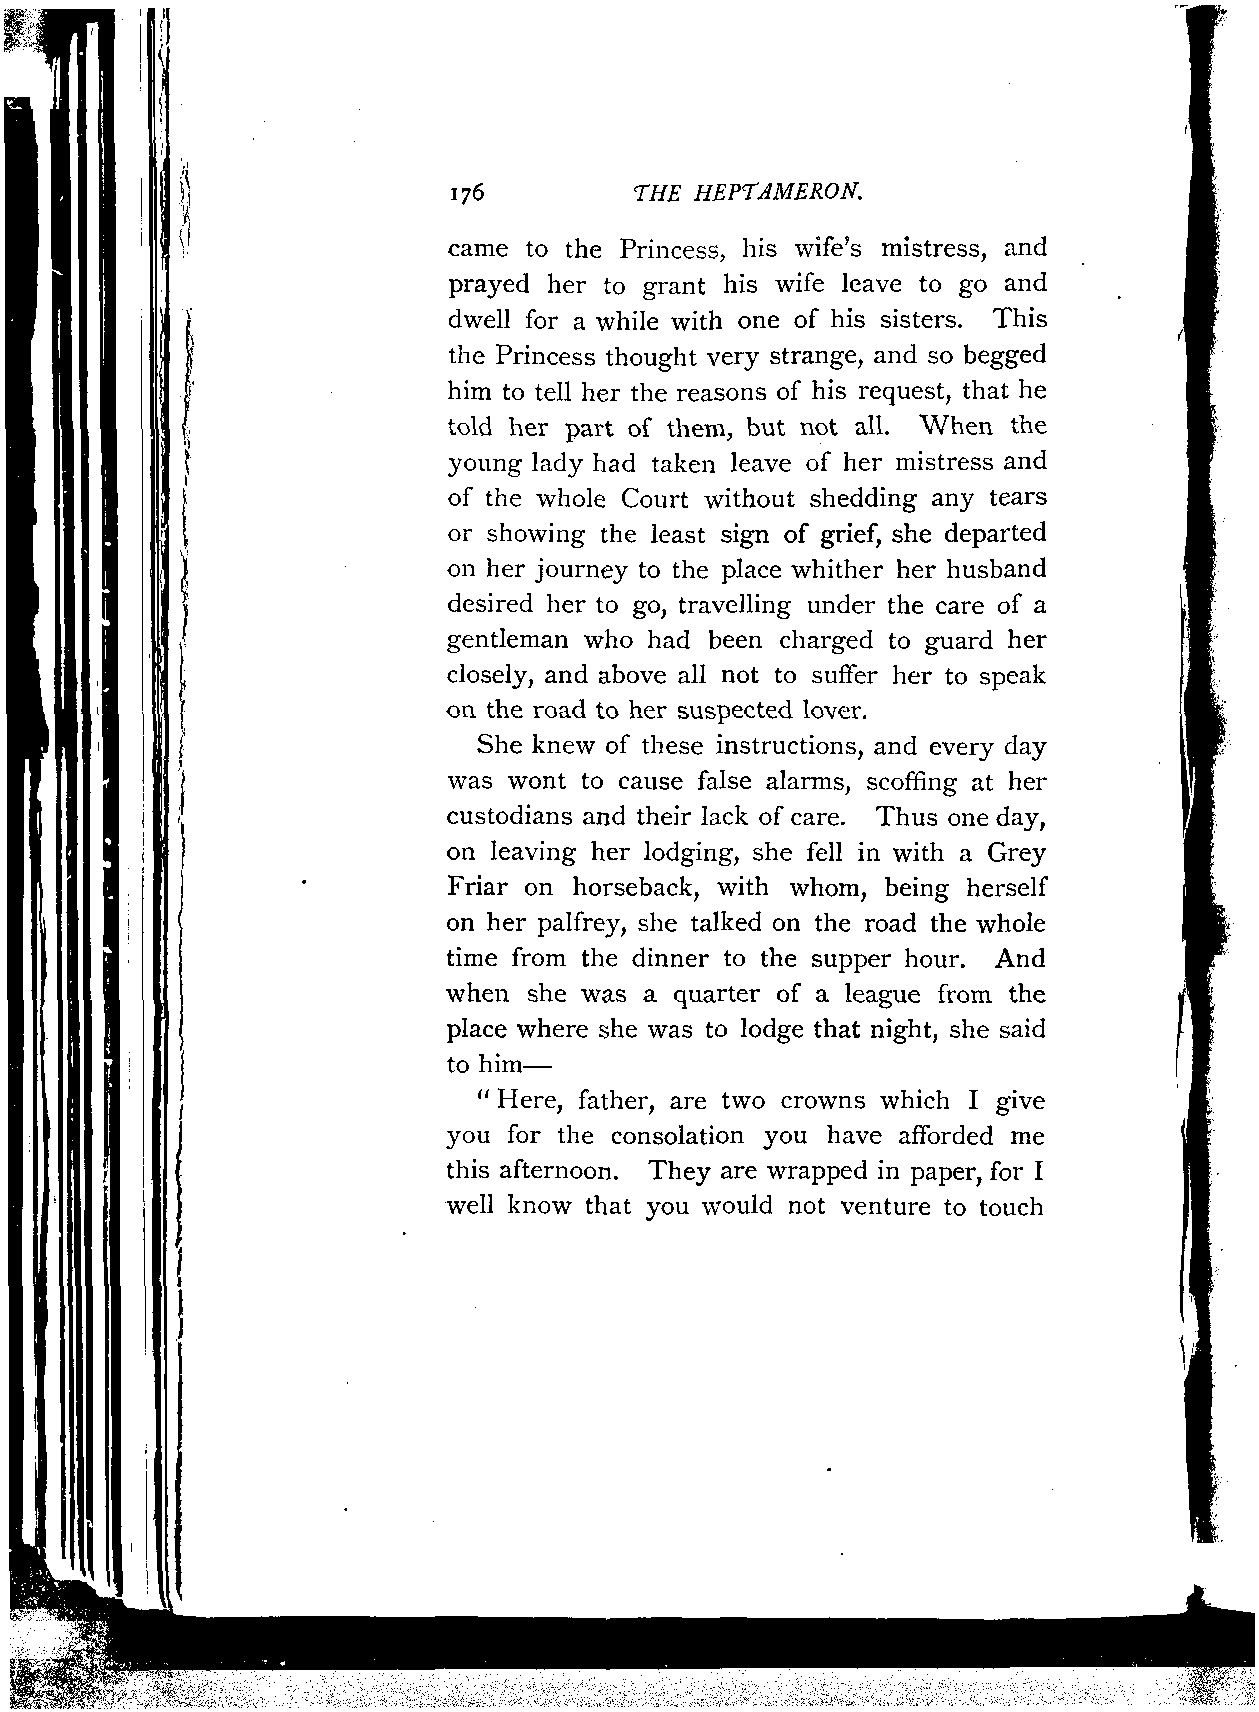 176 THE HEPTAMERON.
came to the Princess, his wife's mistress, and
prayed her to grant his wife leave to go and
dwell for a while with one of his sisters. This
the Princess thought very strange, and so begged
him to tell her the reasons of his request, that he
told her part of them, but not all. When the
young lady had taken leave of her mistress and
of the whole Court without shedding any tears
or showing the least sign of grief, she departed
on her journey to the place whither her husband
desired her to go, travelling under the care of a
gentleman who had been charged to guard her
closely, and above all not to suffer her to speak
on the road to her suspected lover.
She knew of these instructions, and every day
was wont to cause false alarms, scoffing at her
custodians and their lack of care. Thus one day,
on leaving her lodging, she fell in with a Grey
Friar on horseback, with whom, being herself
on her palfrey, she talked on the road the whole
time from the dinner to the supper hour. And
when she was a quarter of a league from the
place where she was to lodge that night, she said
to him—
"Here, father, are two crowns which I give
you for the consolation you have afforded me
this afternoon. They are wrapped in paper, for I
well know that you would not venture to touch